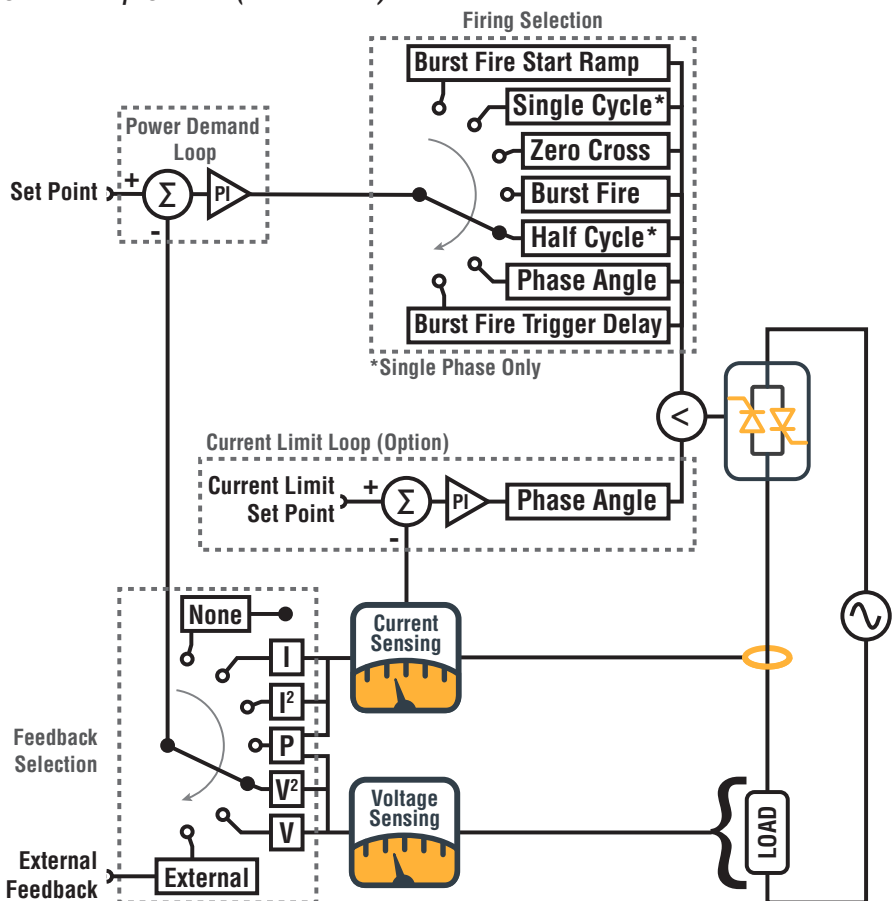 Firing Selection
Burst Fire Start Ramp
Single Cycle*
Zero Cross
Burst Fire
Half Cycle*
Phase Angle
Burst Fire Trigger Delay
*Single Phase Only
Power Demand
Loop
Set Point
+
Σ
PI
-
<
Current Limit Loop (Option)
Current Limit
Set Point
+
Σ
PI
Phase Angle
-
None
I
I²
P
V²
V
External
Current
Sensing
Voltage
Sensing
Feedback
Selection
External
Feedback
LOAD